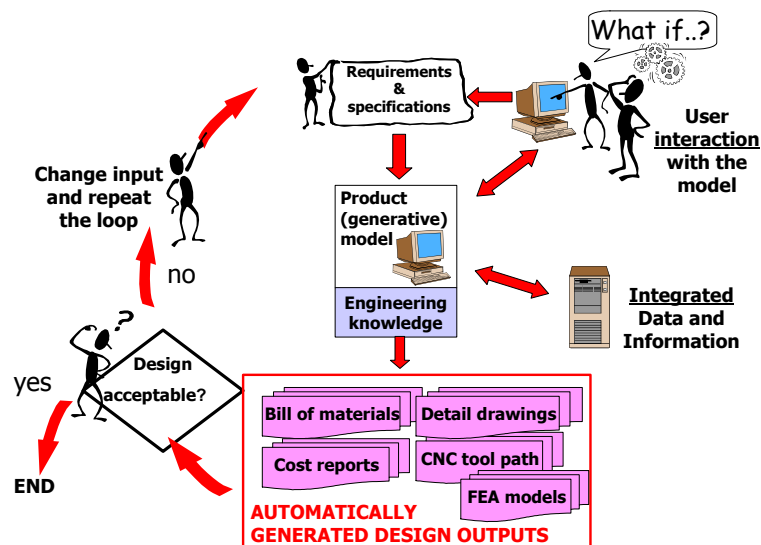 What if..?
Requirements
&
specifications
User
interaction
with the
model
Change input
and repeat
the loop
Product
(generative)
model
Engineering
knowledge
Integrated
Data and
Information
no
?
Design
acceptable?
yes
END
Bill of materials
Detail drawings
Cost reports
CNC tool path
FEA models
AUTOMATICALLY
GENERATED DESIGN OUTPUTS